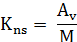 Kns = Av / M